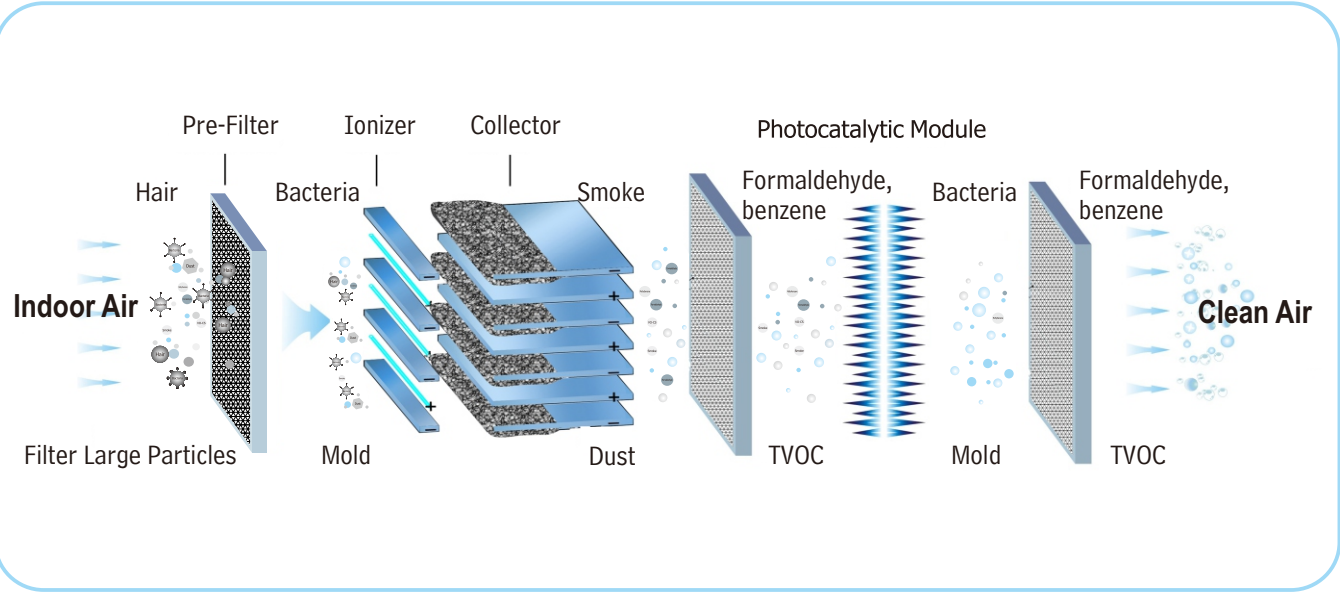 Pre-Filter
Ionizer
Collector
Photocatalytic Module
Hair
Bacteria
Smoke
Formaldehyde,
benzene
Bacteria
Formaldehyde,
benzene
Indoor Air
Clean Air
Filter Large Particles
Mold
Dust
TVOC
Mold
TVOC